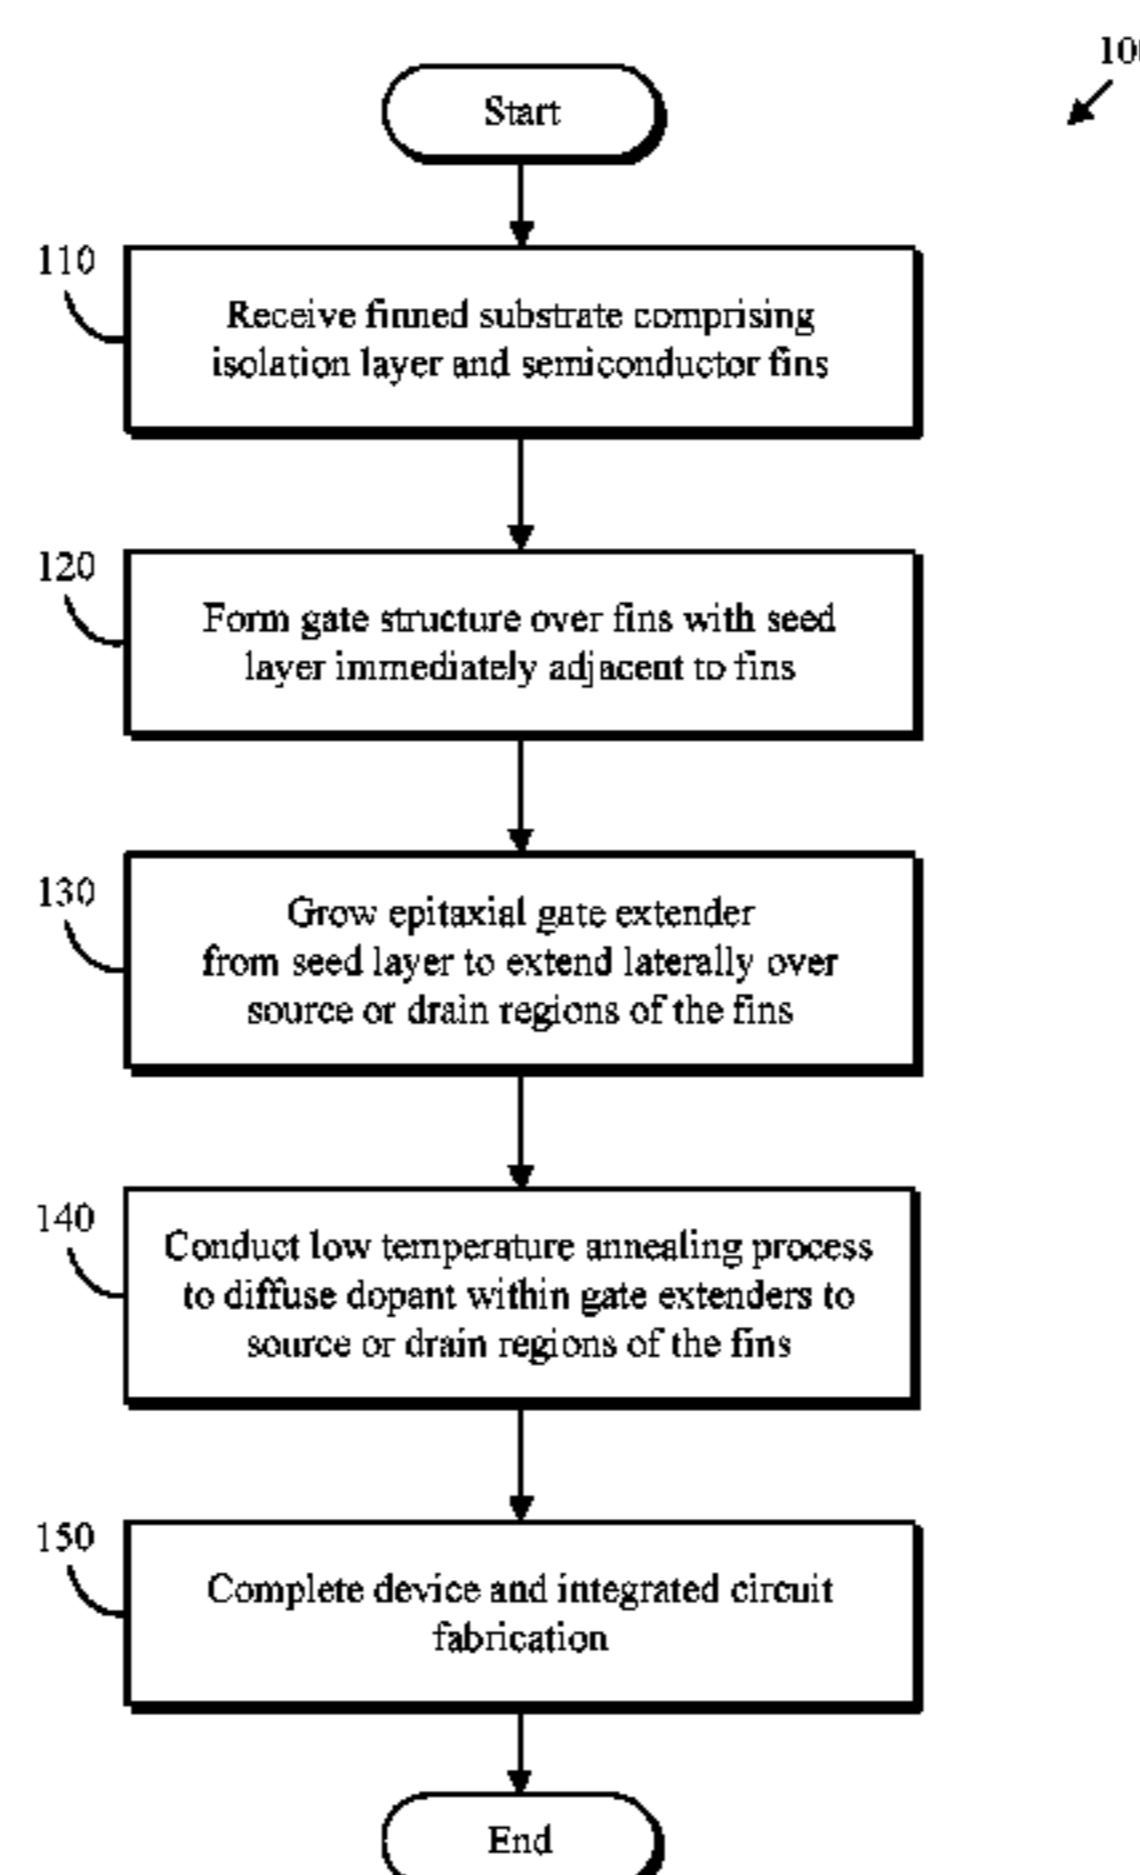 Start
110
Receive finned substrate comprising
isolation layer and semiconductor fins
120
Form gate structure over fins with seed
layer immediately adjacent to fins
130
Grow epitaxial gate extender
from seed layer to extend laterally over
source or drain regions of the fins
140
Conduct low temperature annealing process
to diffuse dopant within gate extenders to
source or drain regions of the fins
150
Complete device and integrated circuit
fabrication
End